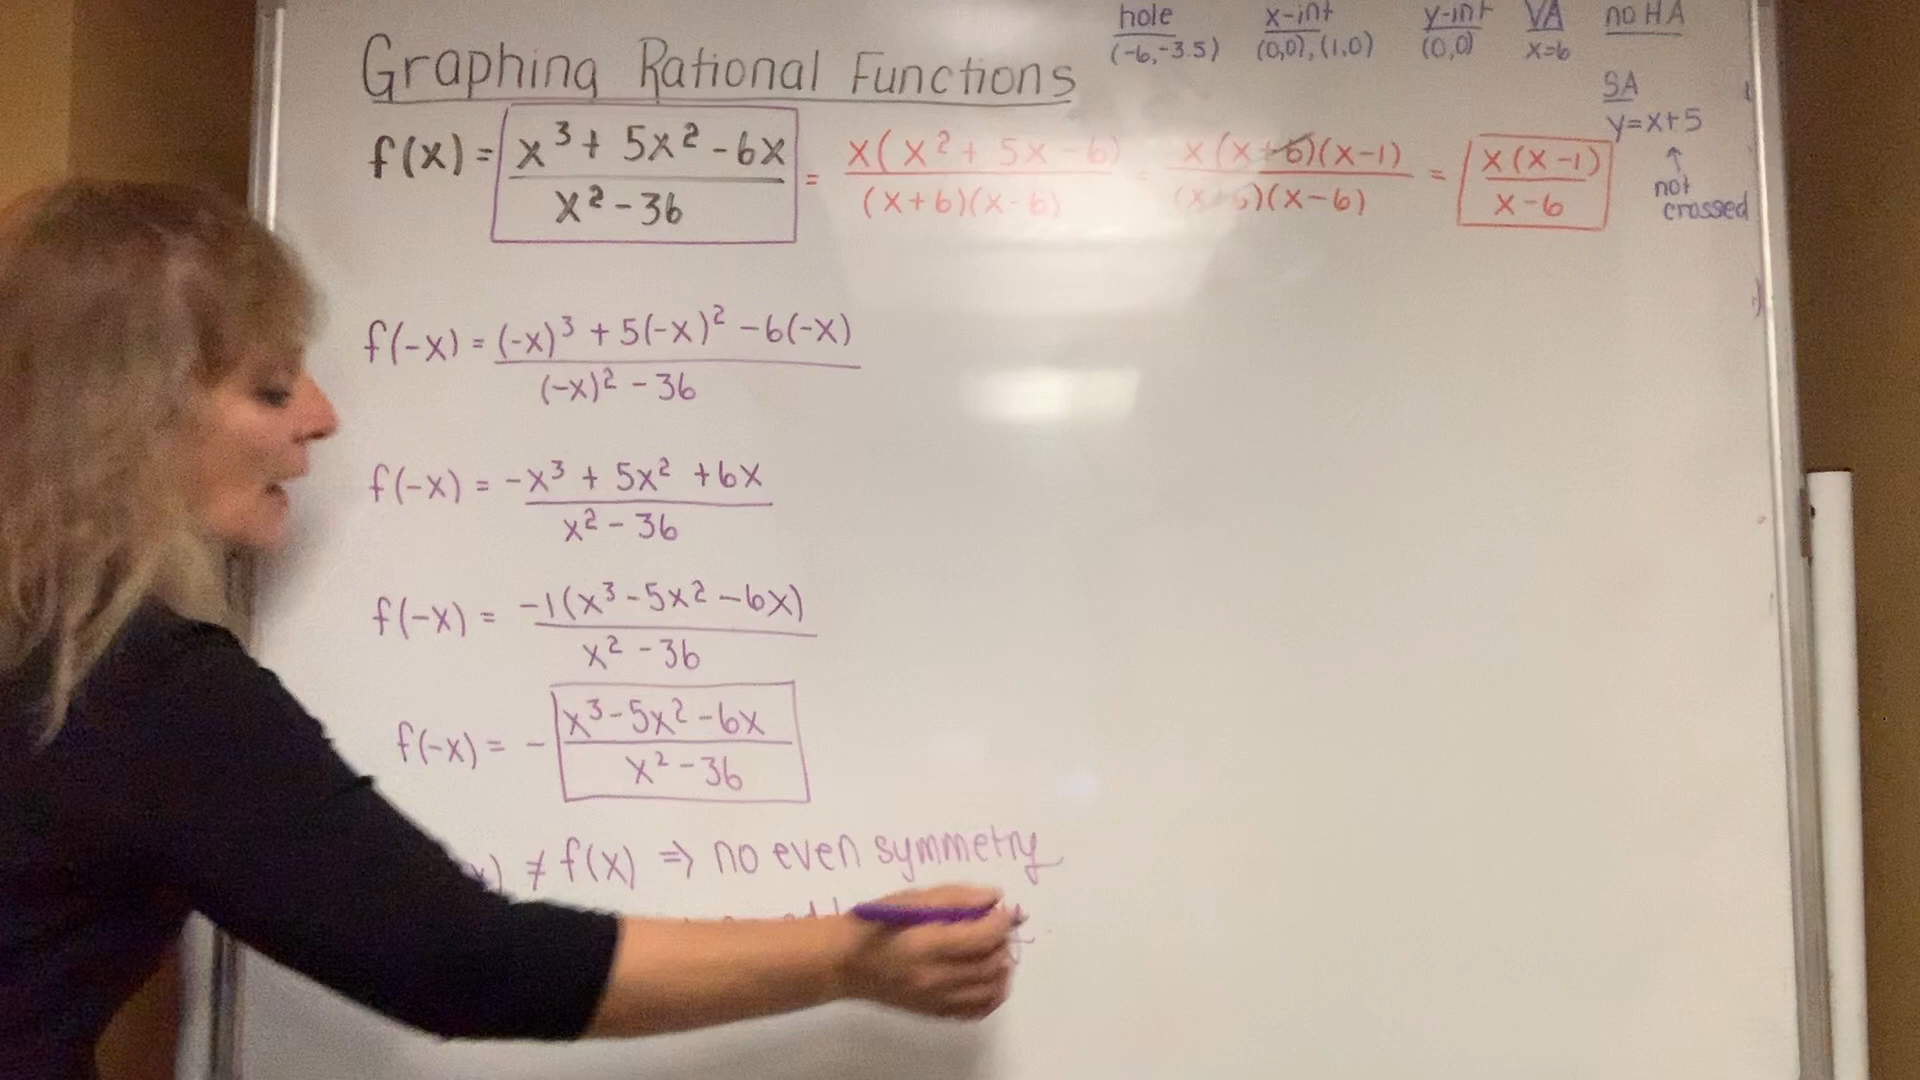 hole x-int y-int VA no HA
(-6,-3.5) (0,0), (1,0) (0,0) x=6
SA
y=x+5
↑
not
crossed
Graphing Rational Functions
f(x) = x³ + 5x² - 6x / x² - 36 = x(x² + 5x - 6) / (x+6)(x-6) = x(x+6)(x-1) / (x+6)(x-6) = x(x-1) / x-6
f(-x) = (-x)³ + 5(-x)² - 6(-x) / (-x)² - 36
f(-x) = -x³ + 5x² + 6x / x² - 36
f(-x) = -1(x³ - 5x² - 6x) / x² - 36
f(-x) = - x³ - 5x² - 6x / x² - 36
x) ≠ f(x) => no even symmetry